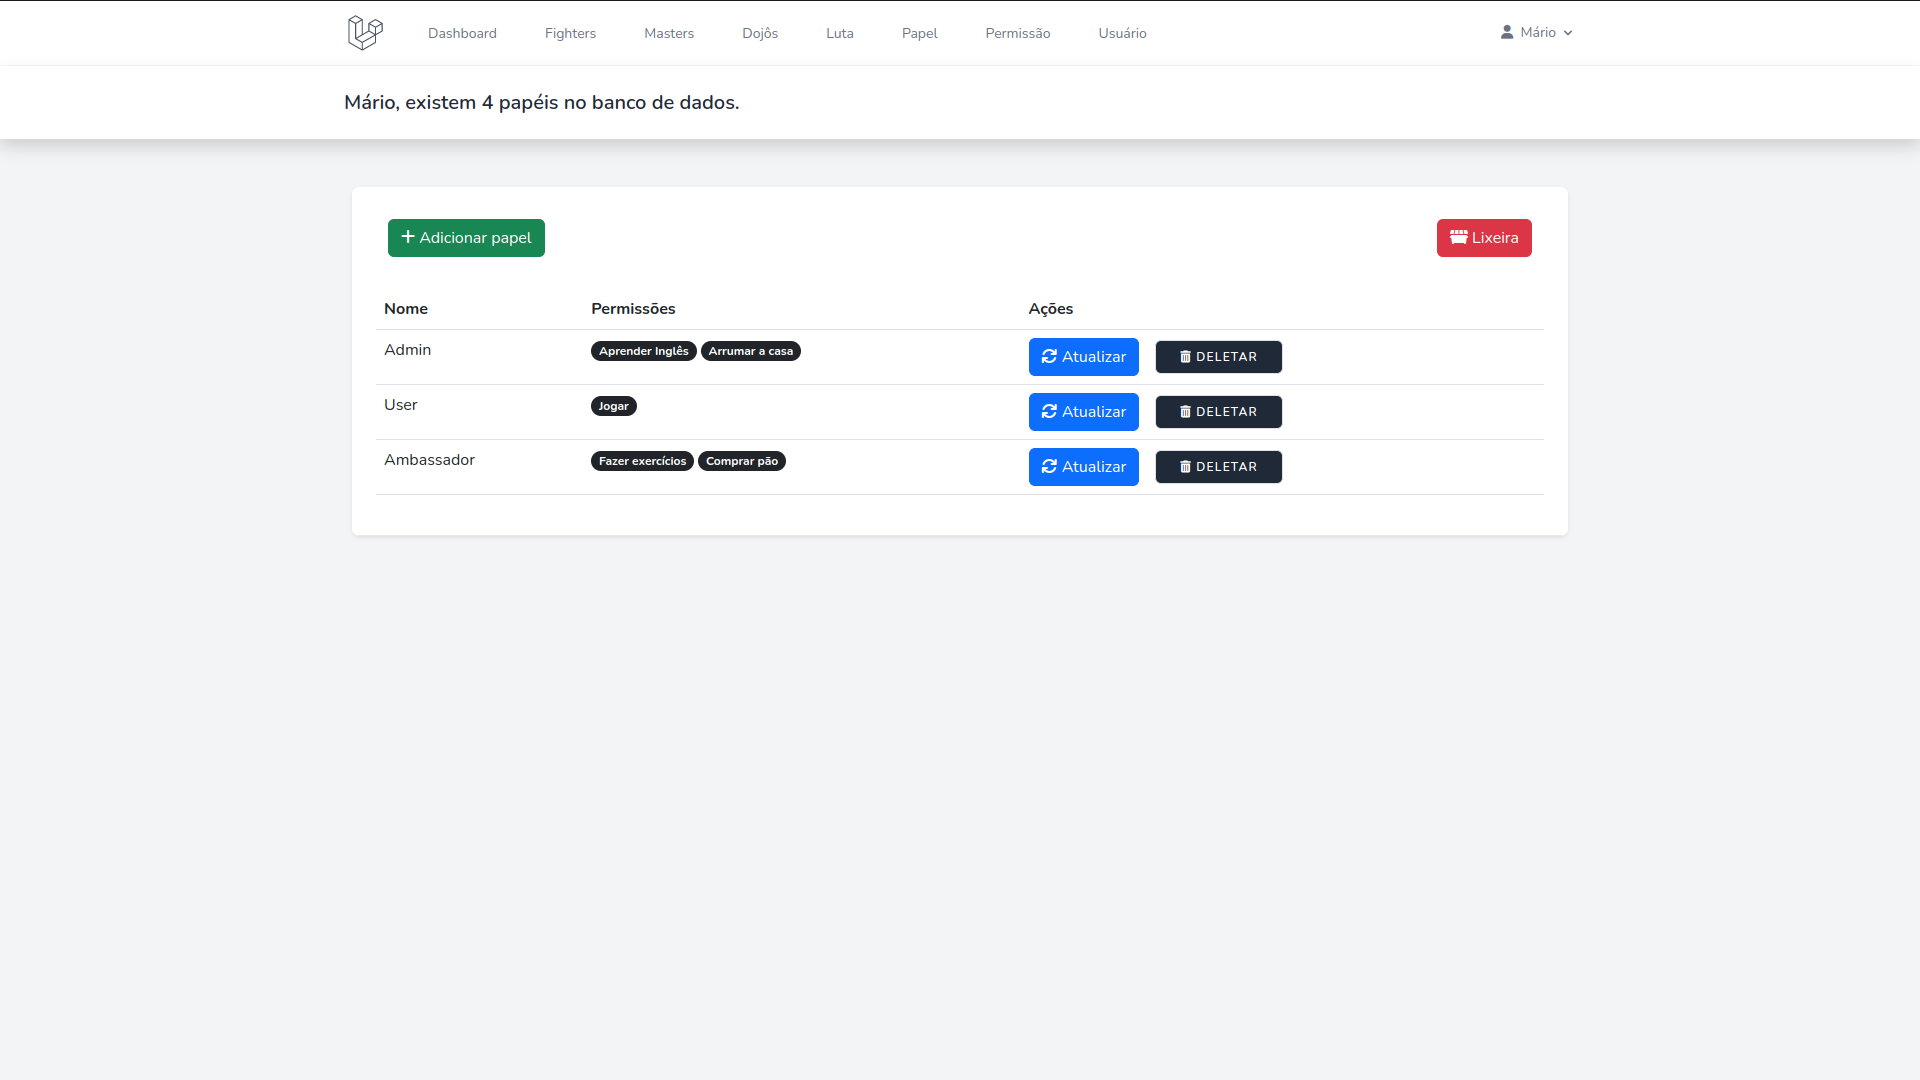 Dashboard Fighters Masters Dojôs Luta Papel Permissão Usuário Mário
Mário, existem 4 papéis no banco de dados.
Adicionar papel Lixeira
Nome Permissões Ações
Admin Aprender Inglês Arrumar a casa Atualizar DELETAR
User Jogar Atualizar DELETAR
Ambassador Fazer exercícios Comprar pão Atualizar DELETAR